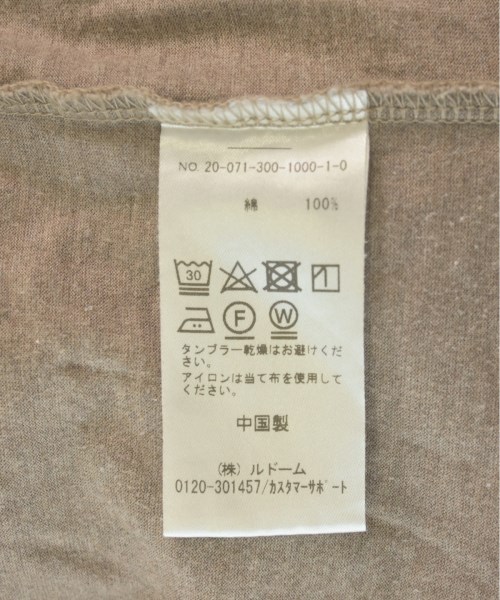 NO. 20-071-300-1000-1-0
綿 100%
30
F W
タンブラー乾燥はお避けくだ
さい。
アイロンは当て布を使用して
ください。
中国製
(株) ルドーム
0120-301457/カスタマーサポート